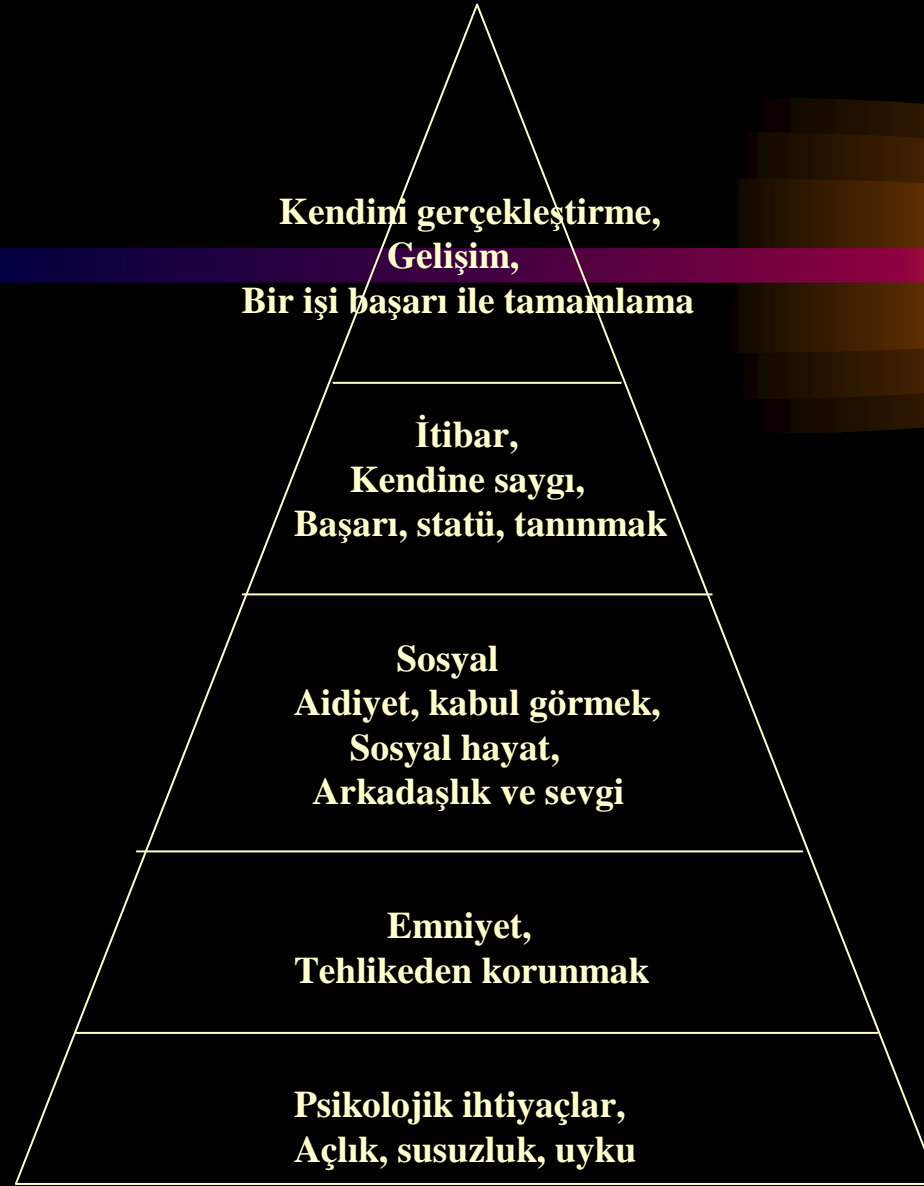 Kendini gerçekleştirme,
Gelişim,
Bir işi başarı ile tamamlama
İtibar,
Kendine saygı,
Başarı, statü, tanınmak
Sosyal
Aidiyet, kabul görmek,
Sosyal hayat,
Arkadaşlık ve sevgi
Emniyet,
Tehlikeden korunmak
Psikolojik ihtiyaçlar,
Açlık, susuzluk, uyku